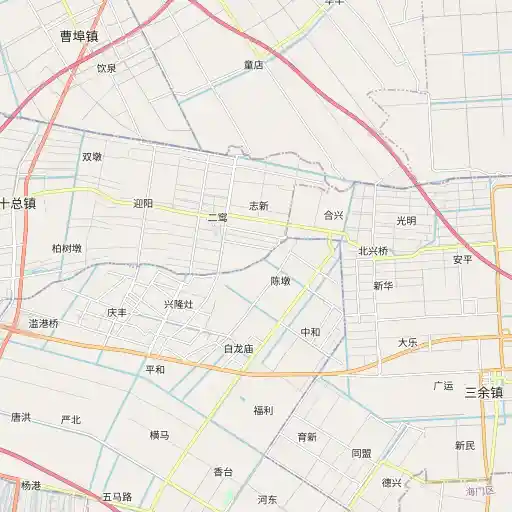 曹埠镇
饮泉
童店
双墩
十总镇
迎阳
二窎
志新
合兴
光明
柏树墩
北兴桥
安平
陈墩
新华
兴隆灶
庆丰
滥港桥
中和
白龙庙
大乐
平和
广运
三余镇
福利
唐洪
严北
横马
育新
新民
同盟
香台
杨港
德兴
五马路
河东
海门区